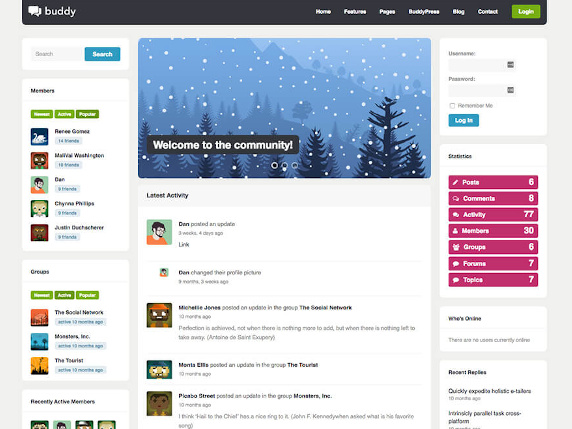 buddy
Home Features Pages BuddyPress Blog Contact Login
Search Search
Members
Newest Active Popular
Renee Gomez
14 friends
Malwai Washington
10 friends
Dan
9 friends
Chynna Phillips
9 friends
Justin Duchscherer
9 friends
Groups
Newest Active Popular
The Social Network
active 10 months ago
Monsters, Inc.
active 10 months ago
The Tourist
active 10 months ago
Recently Active Members
Welcome to the community!
Latest Activity
Dan posted an update
3 weeks, 4 days ago
Link
Dan changed their profile picture
9 months, 3 weeks ago
Michelle Jones posted an update in the group The Social Network
10 months ago
Perfection is achieved, not when there is nothing more to add, but when there is nothing left to
take away. (Antoine de Saint Exupery)
Monta Ellis posted an update in the group The Tourist
10 months ago
Picabo Street posted an update in the group Monsters, Inc.
10 months ago
I think "Hail to the Chief" has a nice ring to it. (John F. Kennedywhen asked what is his favorite
song)
Username:
Password:
Remember Me
Log In
Statistics
Posts 6
Comments 8
Activity 77
Members 30
Groups 6
Forums 7
Topics 7
Who's Online
There are no users currently online
Recent Replies
Quickly expedite holistic e-tailers
10 months ago
Intrinsicly parallel task cross-
platform
10 months ago